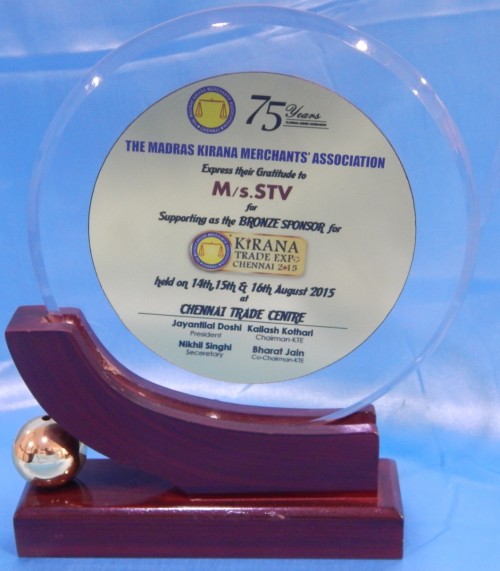 75 Years
THE MADRAS KIRANA MERCHANTS' ASSOCIATION
Express their Gratitude to
M/s.STV
for
Supporting as the BRONZE SPONSOR for
KIRANA
TRADE EXPO
CHENNAI 2015
held on 14th,15th & 16th, August 2015
at
CHENNAI TRADE CENTRE
Jayantilal Doshi Kailash Kothari
President Chairman-KTE
Nikhil Singhi Bharat Jain
Seceretary Co-Chairman-KTE